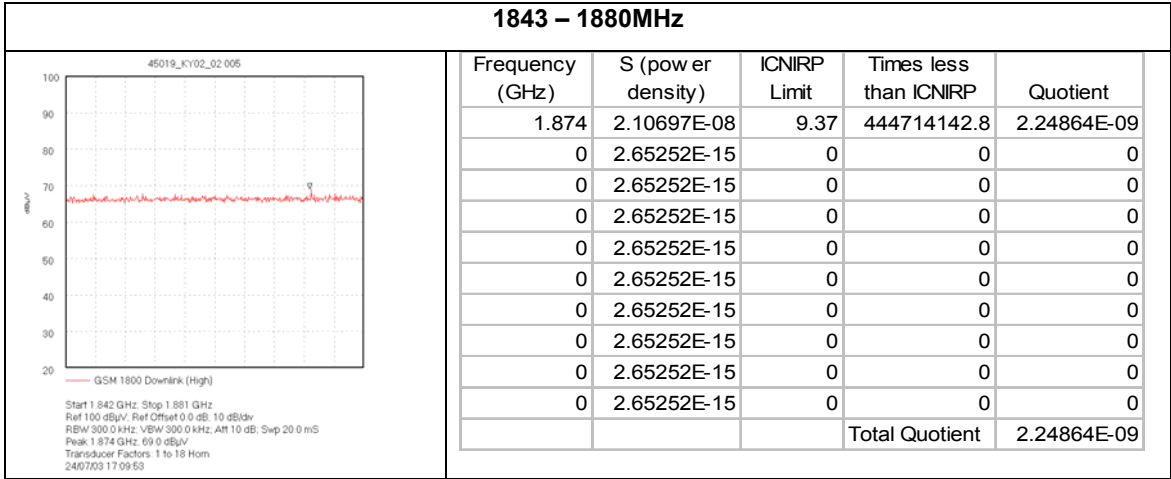 1843 – 1880MHz
45019_KY02_02 005
100
90
80
70
60
50
40
30
20
dBµV
GSM 1800 Downlink (High)
Start 1.842 GHz; Stop 1.881 GHz
Ref 100 dBµV; Ref Offset 0.0 dB; 10 dB/div
RBW 300.0 kHz; VBW 300.0 kHz; Att 10 dB; Swp 20.0 mS
Peak 1.874 GHz, 69.0 dBµV
Transducer Factors: 1 to 18 Horn
24/07/03 17:09:53
Frequency (GHz) S (power density) ICNIRP Limit Times less than ICNIRP Quotient
1.874 2.10697E-08 9.37 444714142.8 2.24864E-09
0 2.65252E-15 0 0 0
0 2.65252E-15 0 0 0
0 2.65252E-15 0 0 0
0 2.65252E-15 0 0 0
0 2.65252E-15 0 0 0
0 2.65252E-15 0 0 0
0 2.65252E-15 0 0 0
0 2.65252E-15 0 0 0
0 2.65252E-15 0 0 0
Total Quotient 2.24864E-09